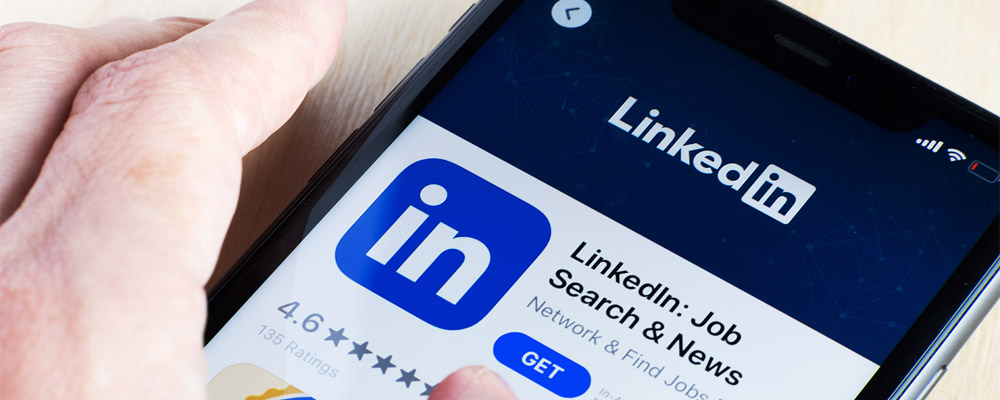 Linkedin
in
LinkedIn: Job
Search & News
Network & Find Jobs
GET
4.6
135 Ratings